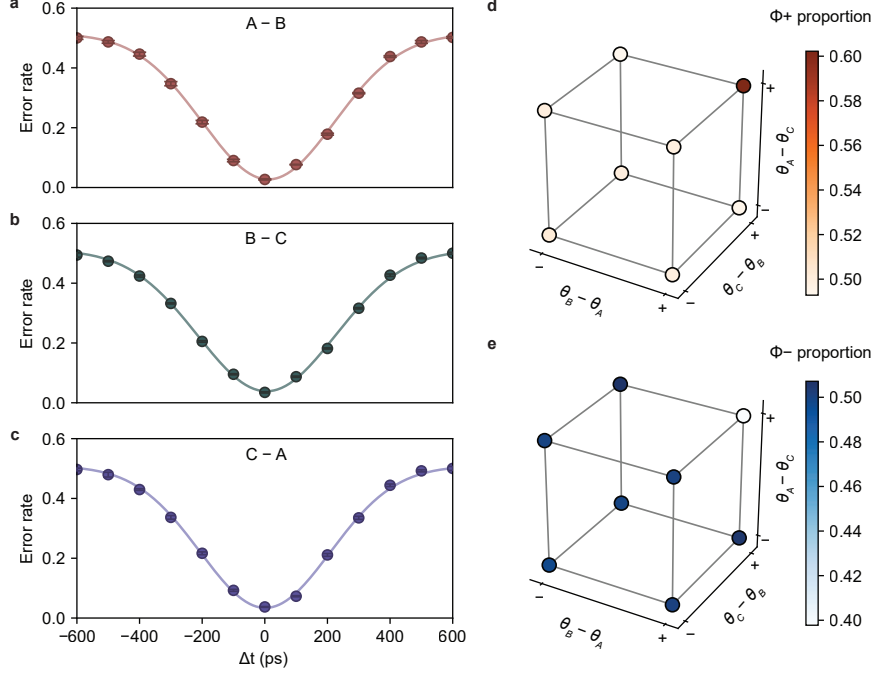 a
A − B
Error rate
0.6
0.4
0.2
0.0
b
B − C
Error rate
0.6
0.4
0.2
0.0
c
C − A
Error rate
0.6
0.4
0.2
0.0
−600
−400
−200
0
200
400
600
Δt (ps)
d
Φ+ proportion
0.60
0.58
0.56
0.54
0.52
0.50
+
θA − θC
−
+
θC − θB
−
−
θB − θA
+
e
Φ− proportion
0.50
0.48
0.46
0.44
0.42
0.40
+
θA − θC
−
+
θC − θB
−
−
θB − θA
+